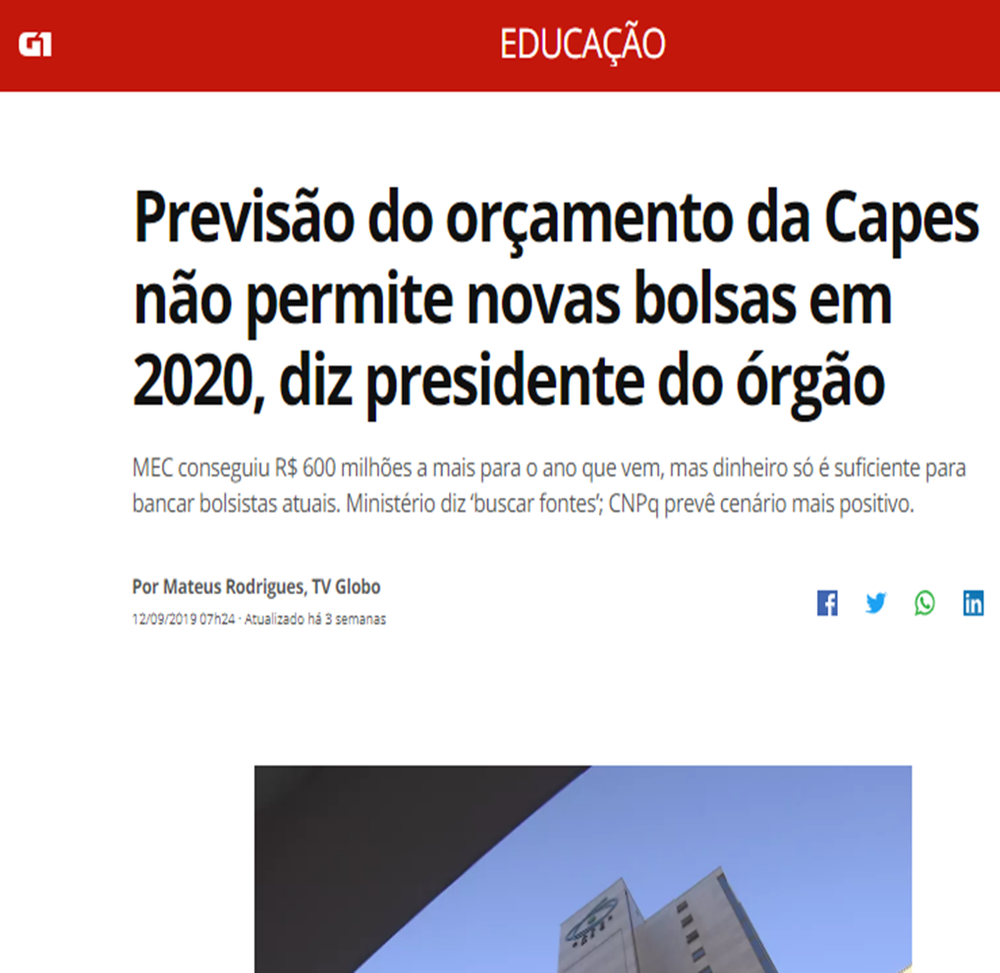 G1
EDUCAÇÃO
Previsão do orçamento da Capes
não permite novas bolsas em
2020, diz presidente do órgão
MEC conseguiu R$ 600 milhões a mais para o ano que vem, mas dinheiro só é suficiente para
bancar bolsistas atuais. Ministério diz ‘buscar fontes’; CNPq prevê cenário mais positivo.
Por Mateus Rodrigues, TV Globo
12/09/2019 07h24 · Atualizado há 3 semanas